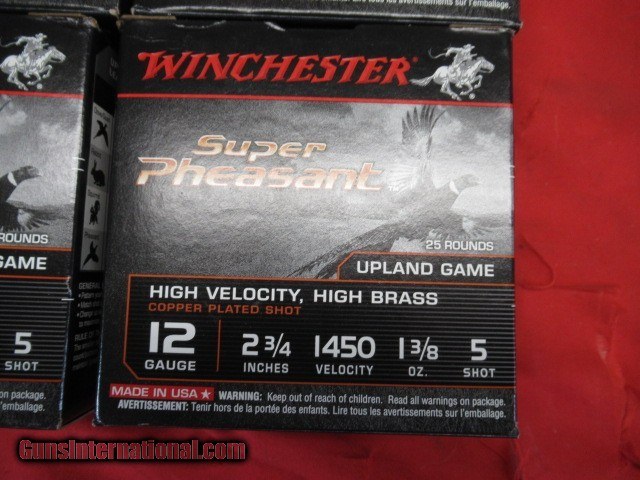 WINCHESTER
Super
Pheasant
25 ROUNDS
UPLAND GAME
HIGH VELOCITY, HIGH BRASS
COPPER PLATED SHOT
12 2 3/4 1450 1 3/8 5
GAUGE INCHES VELOCITY OZ. SHOT
MADE IN USA ★ WARNING: Keep out of reach of children. Read all warnings on package.
AVERTISSEMENT: Tenir hors de la portée des enfants. Lire tous les avertissements sur l'emballage.
ROUNDS
GAME
5
SHOT
on package.
l'emballage.
GunsInternational.com